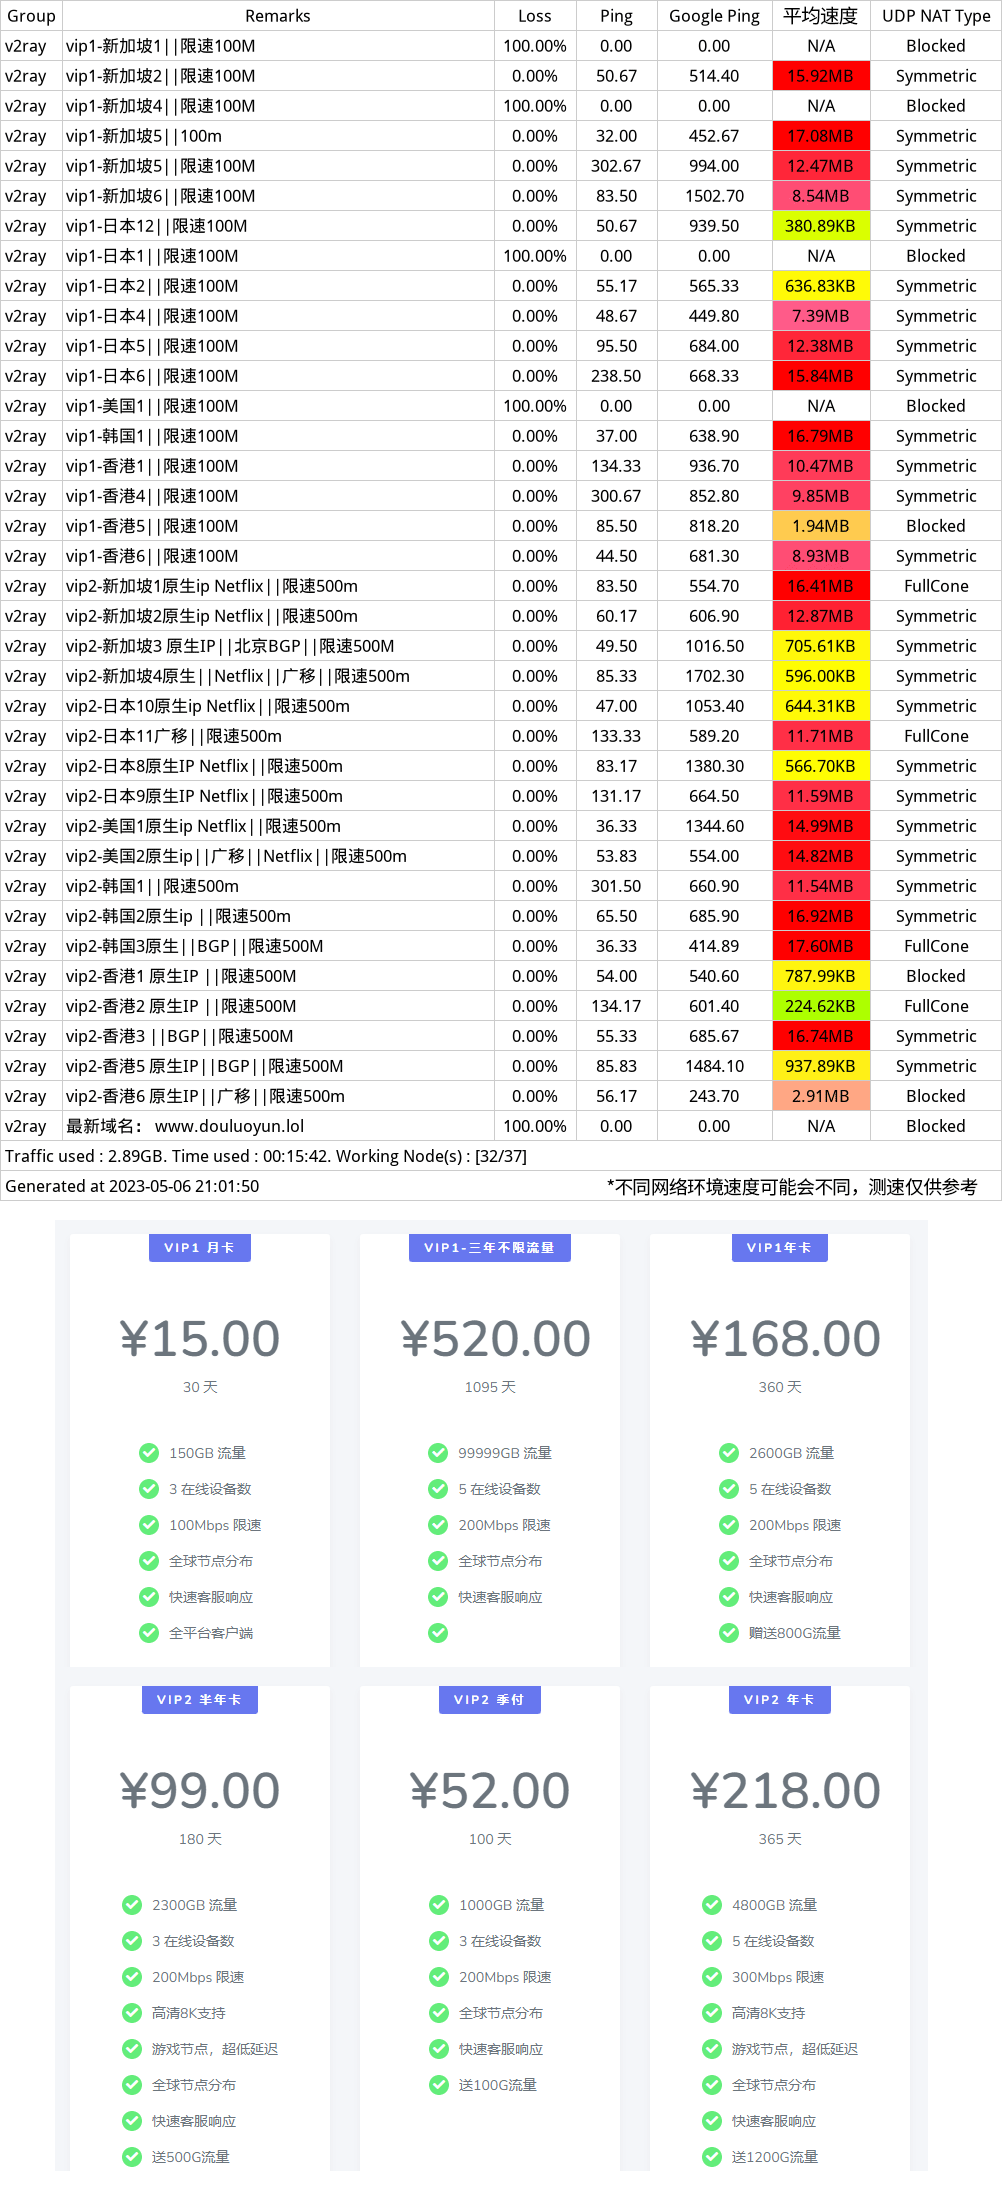 Group Remarks Loss Ping Google Ping 平均速度 UDP NAT Type
v2ray vip1-新加坡1||限速100M 100.00% 0.00 0.00 N/A Blocked
v2ray vip1-新加坡2||限速100M 0.00% 50.67 514.40 15.92MB Symmetric
v2ray vip1-新加坡4||限速100M 100.00% 0.00 0.00 N/A Blocked
v2ray vip1-新加坡5||100m 0.00% 32.00 452.67 17.08MB Symmetric
v2ray vip1-新加坡5||限速100M 0.00% 302.67 994.00 12.47MB Symmetric
v2ray vip1-新加坡6||限速100M 0.00% 83.50 1502.70 8.54MB Symmetric
v2ray vip1-日本12||限速100M 0.00% 50.67 939.50 380.89KB Symmetric
v2ray vip1-日本1||限速100M 100.00% 0.00 0.00 N/A Blocked
v2ray vip1-日本2||限速100M 0.00% 55.17 565.33 636.83KB Symmetric
v2ray vip1-日本4||限速100M 0.00% 48.67 449.80 7.39MB Symmetric
v2ray vip1-日本5||限速100M 0.00% 95.50 684.00 12.38MB Symmetric
v2ray vip1-日本6||限速100M 0.00% 238.50 668.33 15.84MB Symmetric
v2ray vip1-美国1||限速100M 100.00% 0.00 0.00 N/A Blocked
v2ray vip1-韩国1||限速100M 0.00% 37.00 638.90 16.79MB Symmetric
v2ray vip1-香港1||限速100M 0.00% 134.33 936.70 10.47MB Symmetric
v2ray vip1-香港4||限速100M 0.00% 300.67 852.80 9.85MB Symmetric
v2ray vip1-香港5||限速100M 0.00% 85.50 818.20 1.94MB Blocked
v2ray vip1-香港6||限速100M 0.00% 44.50 681.30 8.93MB Symmetric
v2ray vip2-新加坡1原生ip Netflix||限速500m 0.00% 83.50 554.70 16.41MB FullCone
v2ray vip2-新加坡2原生ip Netflix||限速500m 0.00% 60.17 606.90 12.87MB Symmetric
v2ray vip2-新加坡3 原生IP||北京BGP||限速500M 0.00% 49.50 1016.50 705.61KB Symmetric
v2ray vip2-新加坡4原生||Netflix||广移||限速500m 0.00% 85.33 1702.30 596.00KB Symmetric
v2ray vip2-日本10原生ip Netflix||限速500m 0.00% 47.00 1053.40 644.31KB Symmetric
v2ray vip2-日本11广移||限速500m 0.00% 133.33 589.20 11.71MB FullCone
v2ray vip2-日本8原生IP Netflix||限速500m 0.00% 83.17 1380.30 566.70KB Symmetric
v2ray vip2-日本9原生IP Netflix||限速500m 0.00% 131.17 664.50 11.59MB Symmetric
v2ray vip2-美国1原生ip Netflix||限速500m 0.00% 36.33 1344.60 14.99MB Symmetric
v2ray vip2-美国2原生ip||广移||Netflix||限速500m 0.00% 53.83 554.00 14.82MB Symmetric
v2ray vip2-韩国1||限速500m 0.00% 301.50 660.90 11.54MB Symmetric
v2ray vip2-韩国2原生ip ||限速500m 0.00% 65.50 685.90 16.92MB Symmetric
v2ray vip2-韩国3原生||BGP||限速500M 0.00% 36.33 414.89 17.60MB FullCone
v2ray vip2-香港1 原生IP ||限速500M 0.00% 54.00 540.60 787.99KB Blocked
v2ray vip2-香港2 原生IP ||限速500M 0.00% 134.17 601.40 224.62KB FullCone
v2ray vip2-香港3 ||BGP||限速500M 0.00% 55.33 685.67 16.74MB Symmetric
v2ray vip2-香港5 原生IP||BGP||限速500M 0.00% 85.83 1484.10 937.89KB Symmetric
v2ray vip2-香港6 原生IP||广移||限速500m 0.00% 56.17 243.70 2.91MB Blocked
v2ray 最新域名： www.douluoyun.lol 100.00% 0.00 0.00 N/A Blocked
Traffic used : 2.89GB. Time used : 00:15:42. Working Node(s) : [32/37]
Generated at 2023-05-06 21:01:50 *不同网络环境速度可能会不同，测速仅供参考
VIP1 月卡
¥15.00
30 天
150GB 流量
3 在线设备数
100Mbps 限速
全球节点分布
快速客服响应
全平台客户端
VIP1-三年不限流量
¥520.00
1095 天
99999GB 流量
5 在线设备数
200Mbps 限速
全球节点分布
快速客服响应
VIP1年卡
¥168.00
360 天
2600GB 流量
5 在线设备数
200Mbps 限速
全球节点分布
快速客服响应
赠送800G流量
VIP2 半年卡
¥99.00
180 天
2300GB 流量
3 在线设备数
200Mbps 限速
高清8K支持
游戏节点，超低延迟
全球节点分布
快速客服响应
送500G流量
VIP2 季付
¥52.00
100 天
1000GB 流量
3 在线设备数
200Mbps 限速
全球节点分布
快速客服响应
送100G流量
VIP2 年卡
¥218.00
365 天
4800GB 流量
5 在线设备数
300Mbps 限速
高清8K支持
游戏节点，超低延迟
全球节点分布
快速客服响应
送1200G流量